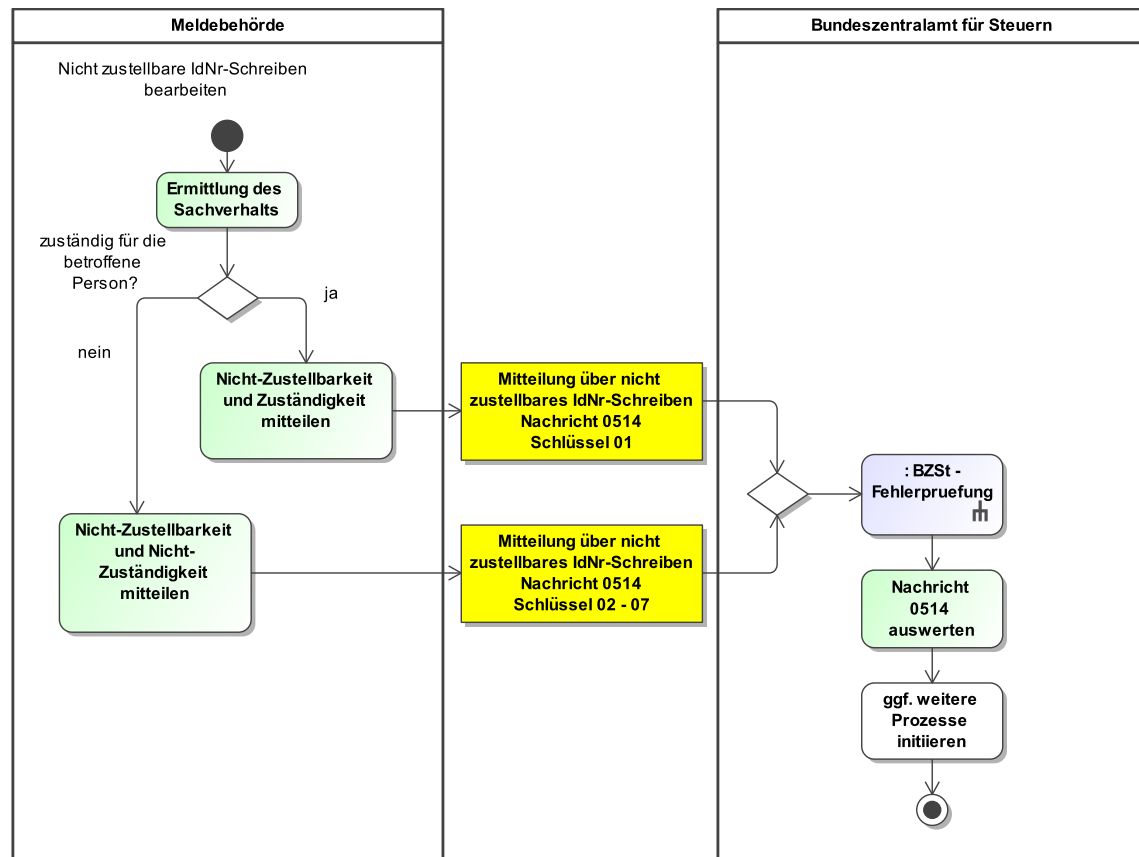 Meldebehörde
Bundeszentralamt für Steuern
Nicht zustellbare IdNr-Schreiben
bearbeiten
Ermittlung des
Sachverhalts
zuständig für die
betroffene
Person?
ja
nein
Nicht-Zustellbarkeit
und Zuständigkeit
mitteilen
Mitteilung über nicht
zustellbares IdNr-Schreiben
Nachricht 0514
Schlüssel 01
Nicht-Zustellbarkeit
und Nicht-
Zuständigkeit
mitteilen
Mitteilung über nicht
zustellbares IdNr-Schreiben
Nachricht 0514
Schlüssel 02 - 07
: BZSt -
Fehlerpruefung
Nachricht
0514
auswerten
ggf. weitere
Prozesse
initiieren